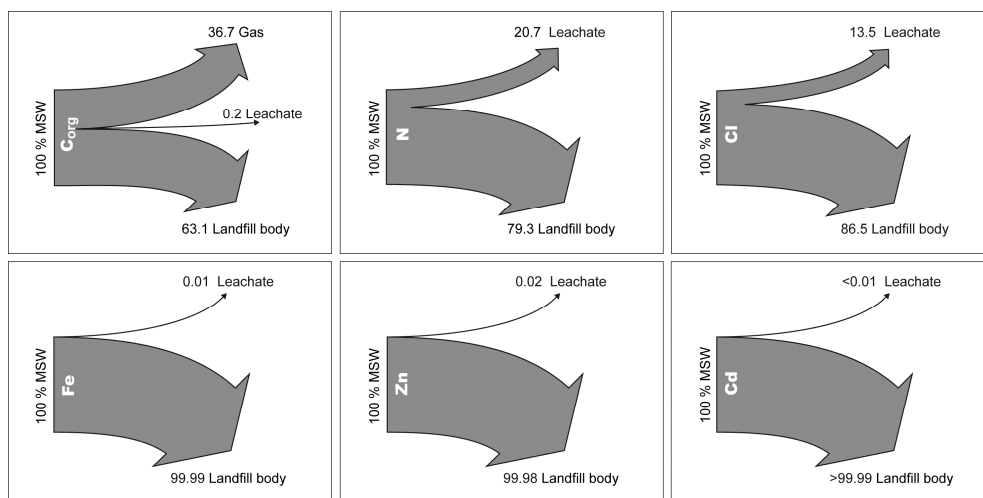 36.7 Gas
0.2 Leachate
100 % MSW
Corg
63.1 Landfill body
20.7 Leachate
100 % MSW
N
79.3 Landfill body
13.5 Leachate
100 % MSW
Cl
86.5 Landfill body
0.01 Leachate
100 % MSW
Fe
99.99 Landfill body
0.02 Leachate
100 % MSW
Zn
99.98 Landfill body
<0.01 Leachate
100 % MSW
Cd
>99.99 Landfill body